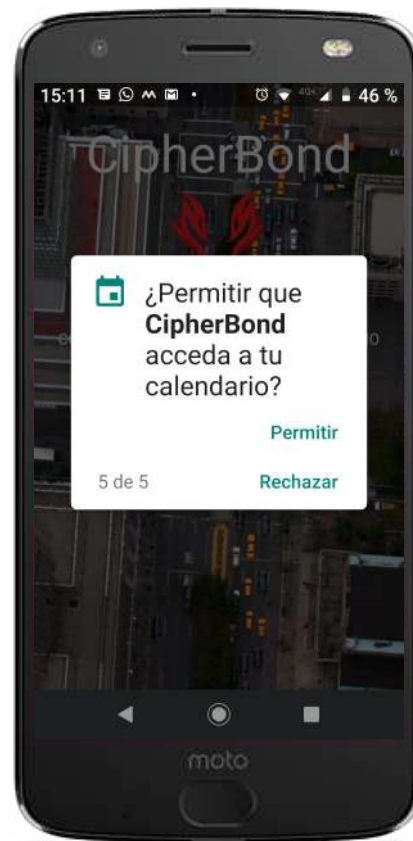 15:11 46 %
CipherBond
¿Permitir que
CipherBond
acceda a tu
calendario?
Permitir
5 de 5
Rechazar
moto